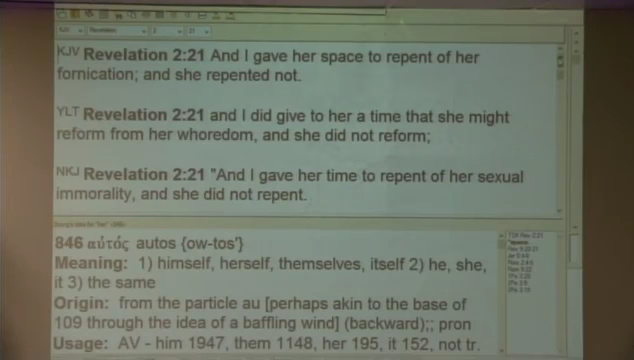 KJV Revelation 2:21 And I gave her space to repent of her
fornication; and she repented not.
YLT Revelation 2:21 and I did give to her a time that she might
reform from her whoredom, and she did not reform;
NKJ Revelation 2:21 "And I gave her time to repent of her sexual
immorality, and she did not repent.
846 αὐτός autos {ow-tos'}
Meaning: 1) himself, herself, themselves, itself 2) he, she,
it 3) the same
Origin: from the particle au [perhaps akin to the base of
109 through the idea of a baffling wind] (backward);; pron
Usage: AV - him 1947, them 1148, her 195, it 152, not tr.